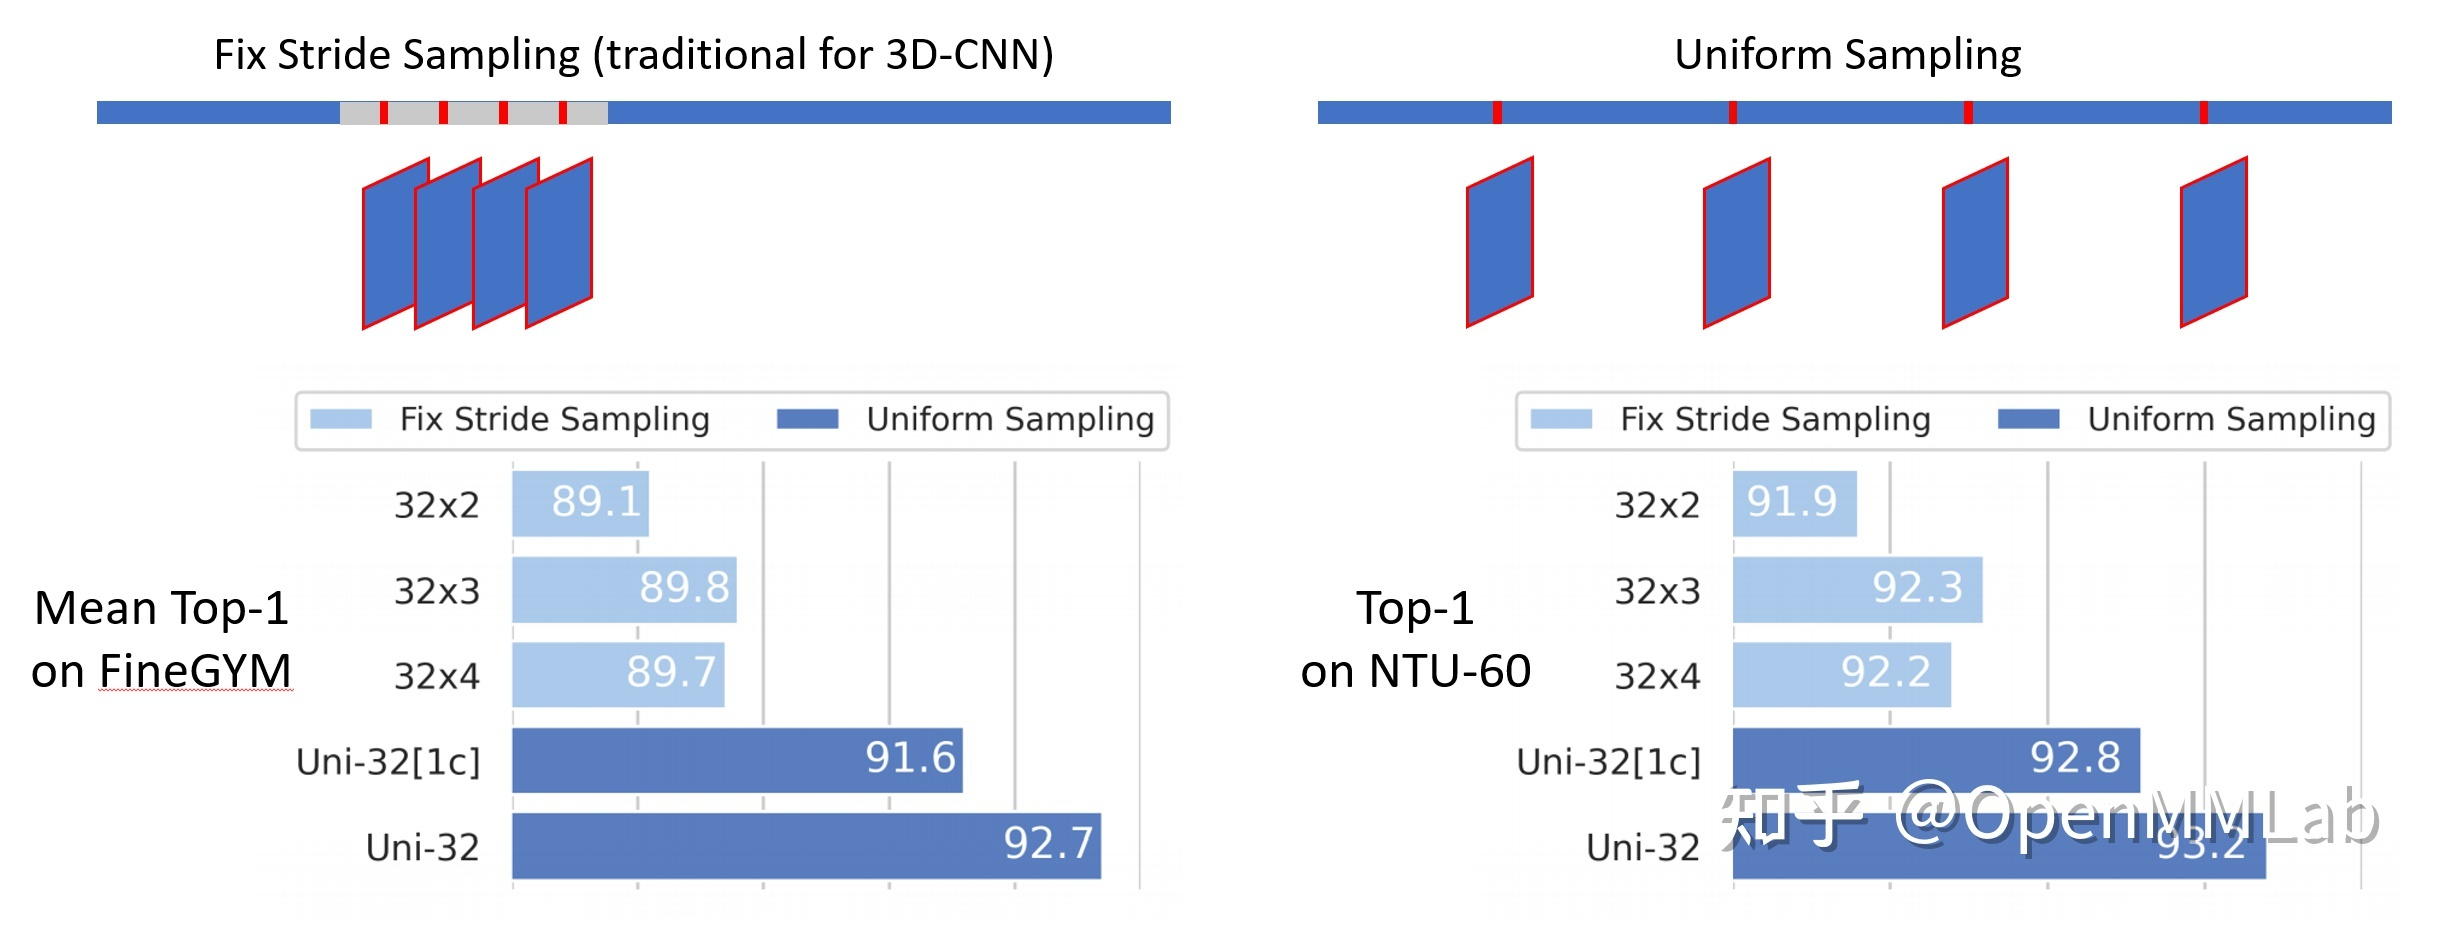 Fix Stride Sampling (traditional for 3D-CNN)
Uniform Sampling
Fix Stride Sampling
Uniform Sampling
32x2
89.1
32x3
89.8
Mean Top-1
on FineGYM
32x4
89.7
Uni-32[1c]
91.6
Uni-32
92.7
Fix Stride Sampling
Uniform Sampling
32x2
91.9
32x3
92.3
Top-1
on NTU-60
32x4
92.2
Uni-32[1c]
92.8
Uni-32
93.2
知乎 @OpenMMLab